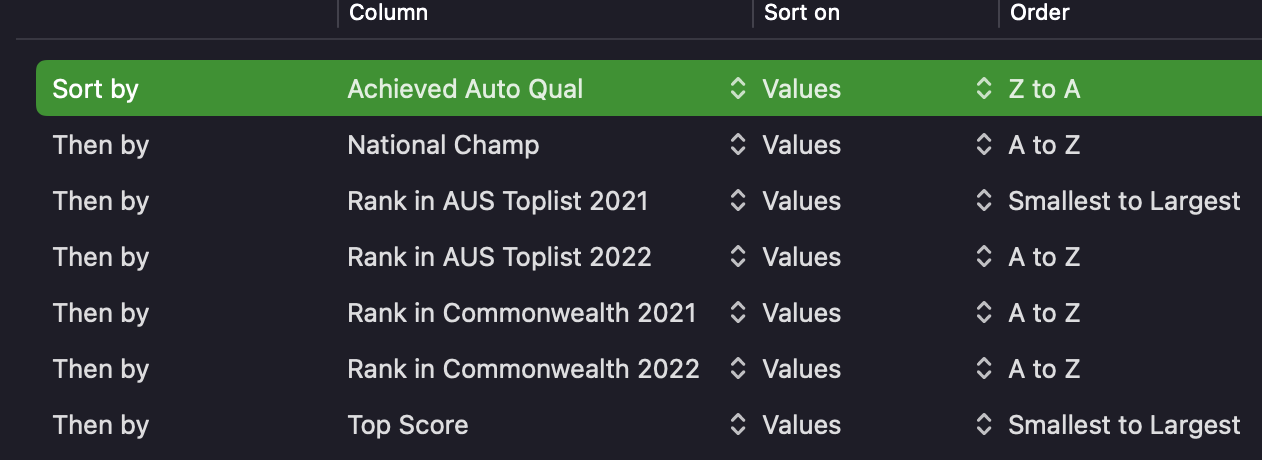 Column Sort on Order
Sort by Achieved Auto Qual Values Z to A
Then by National Champ Values A to Z
Then by Rank in AUS Toplist 2021 Values Smallest to Largest
Then by Rank in AUS Toplist 2022 Values A to Z
Then by Rank in Commonwealth 2021 Values A to Z
Then by Rank in Commonwealth 2022 Values A to Z
Then by Top Score Values Smallest to Largest